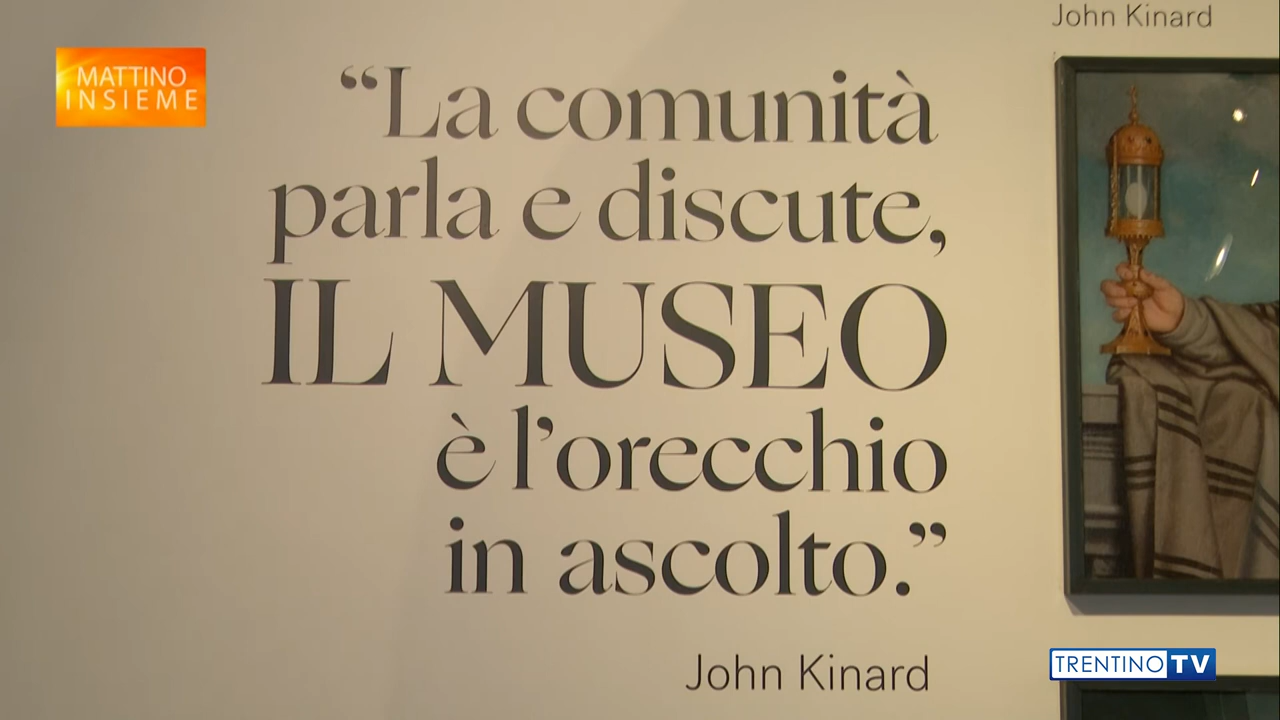 John Kinard
MATTINO
INSIEME
“La comunità
parla e discute,
IL MUSEO
è l’orecchio
in ascolto.”
John Kinard
TRENTINO TV